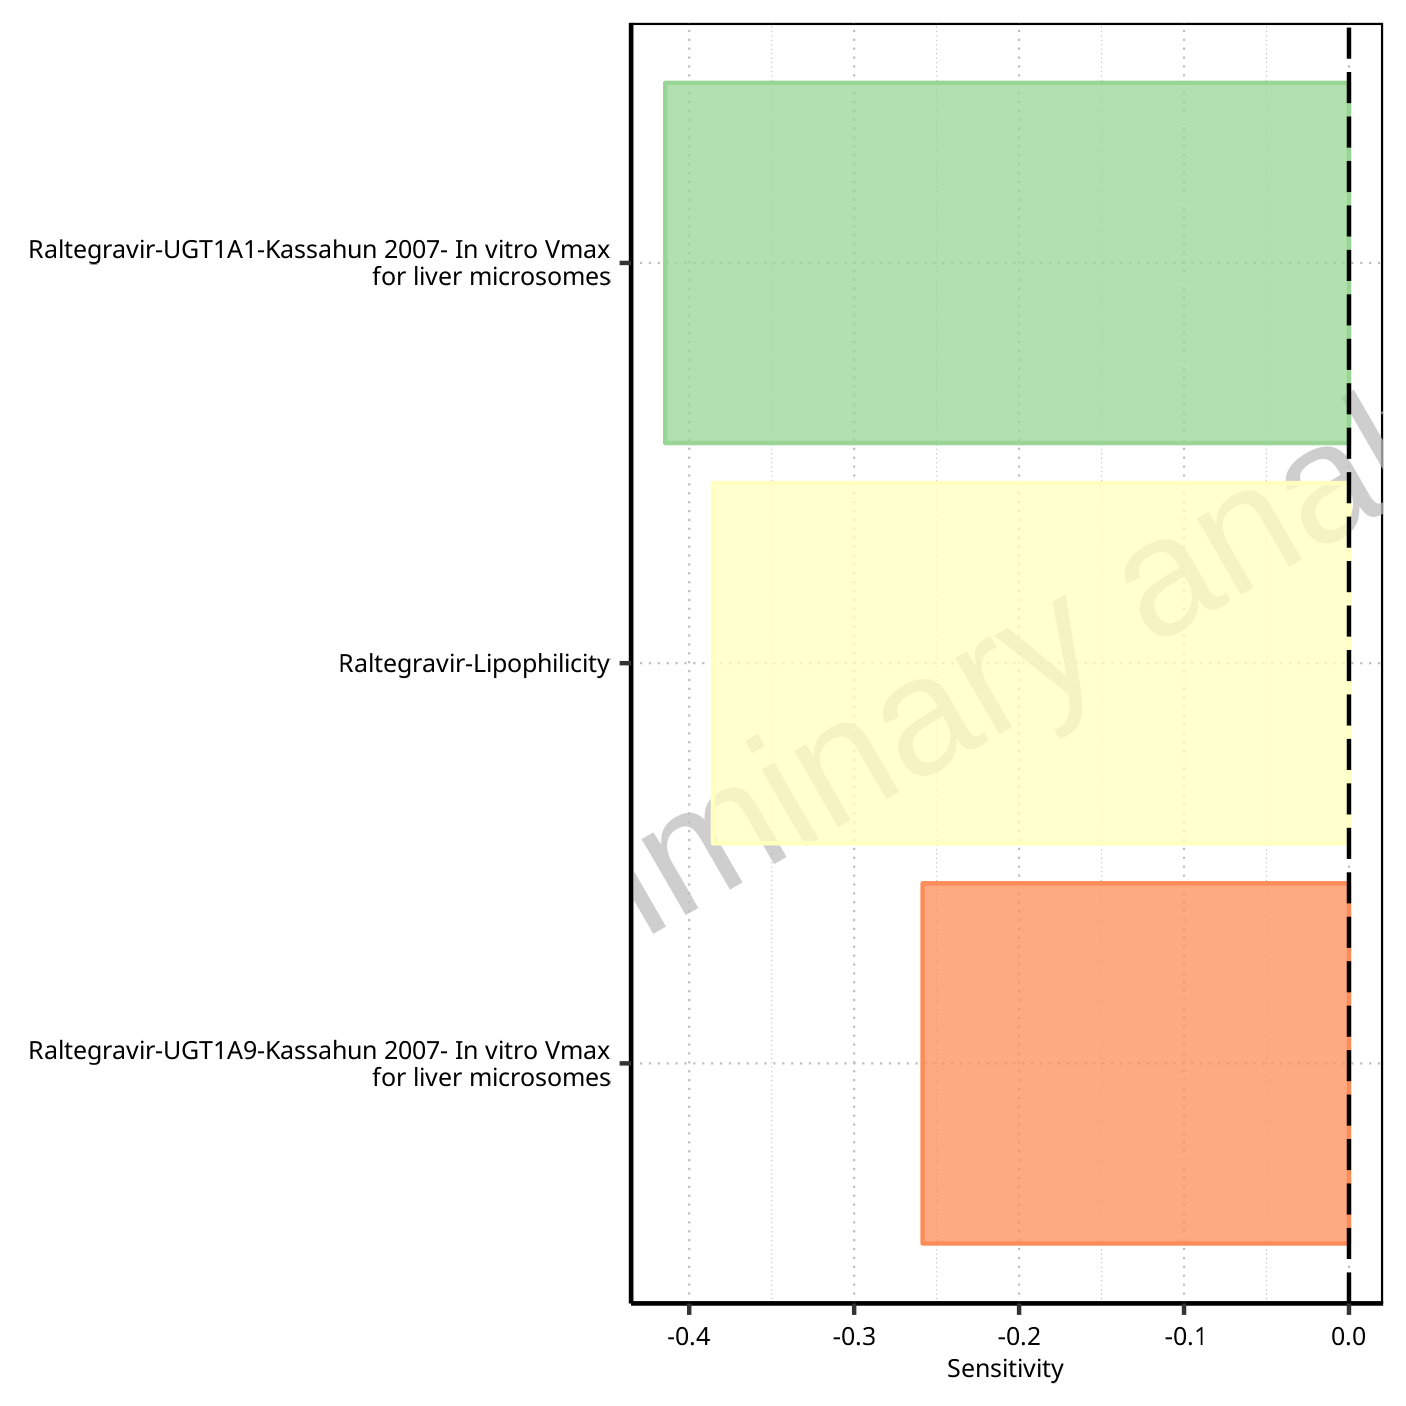 Raltegravir-UGT1A1-Kassahun 2007- In vitro Vmax
for liver microsomes
Raltegravir-Lipophilicity
Raltegravir-UGT1A9-Kassahun 2007- In vitro Vmax
for liver microsomes
minary anal
-0.4 -0.3 -0.2 -0.1 0.0
Sensitivity